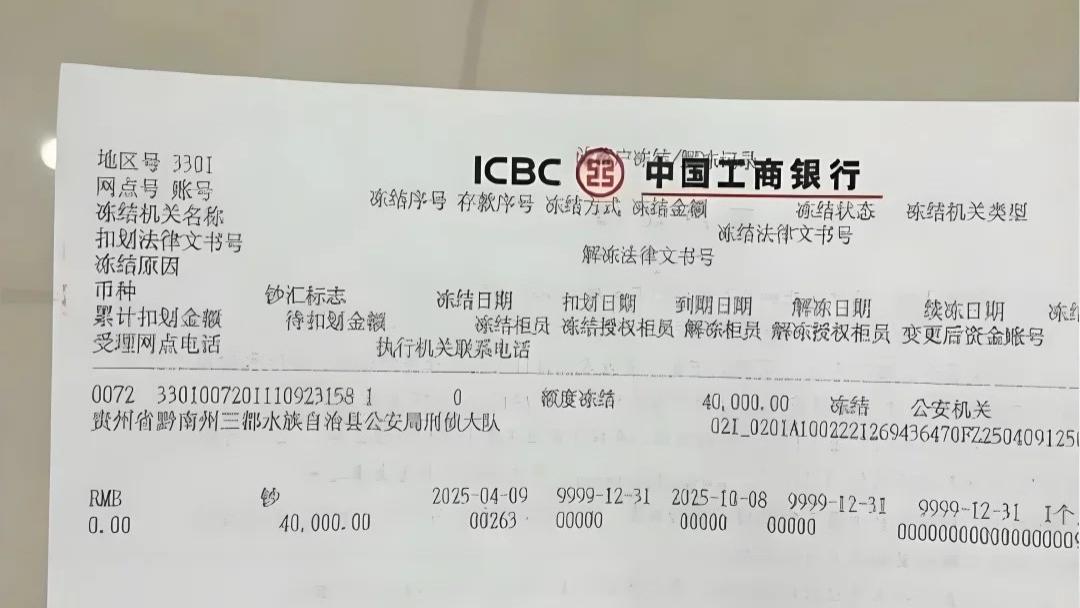 地区号 3301
ICBC 中国工商银行
网点号 账号
冻结序号 存款序号 冻结方式 冻结金额 冻结状态 冻结机关类型
冻结机关名称
冻结法律文书号
扣划法律文书号
解冻法律文书号
冻结原因
币种 钞汇标志 冻结日期 扣划日期 到期日期 解冻日期 续冻日期 冻结
累计扣划金额 待扣划金额 冻结柜员 冻结授权柜员 解冻柜员 解冻授权柜员 变更后资金账号
受理网点电话 执行机关联系电话
0072 3301007201110923158 1 0 额度冻结 40,000.00 冻结 公安机关
贵州省黔南州三都水族自治县公安局刑侦大队 021_0201A1002221269436470FZ250409125
RMB 钞 2025-04-09 9999-12-31 2025-10-08 9999-12-31 9999-12-31 1个
0.00 40,000.00 00263 00000 00000 00000